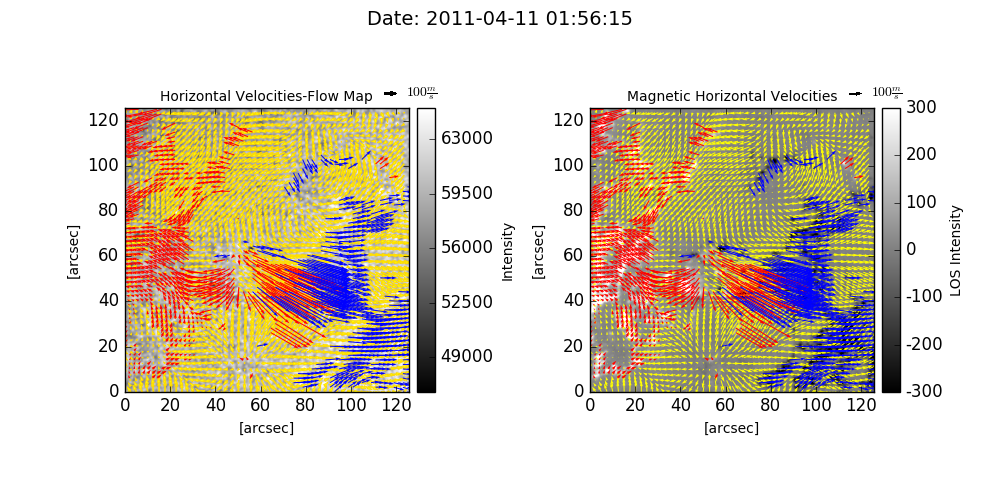 Date: 2011-04-11 01:56:15
Horizontal Velocities-Flow Map
100 m/s
120
100
80
60
40
20
0
[arcsec]
0 20 40 60 80 100 120
[arcsec]
63000
59500
56000
52500
49000
Intensity
Magnetic Horizontal Velocities
100 m/s
120
100
80
60
40
20
0
[arcsec]
0 20 40 60 80 100 120
[arcsec]
300
200
100
0
-100
-200
-300
LOS Intensity